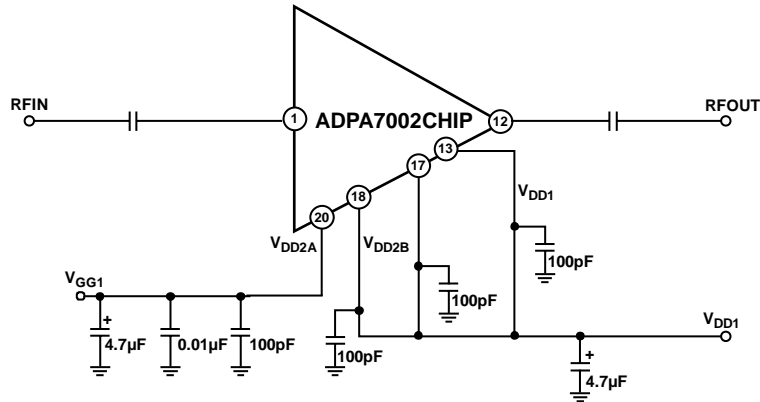 RFIN
1
ADPA7002CHIP
12
RFOUT
13
17
18
20
VDD1
VDD2A
VDD2B
100pF
VGG1
100pF
VDD1
+
4.7µF
0.01µF
100pF
100pF
+
4.7µF